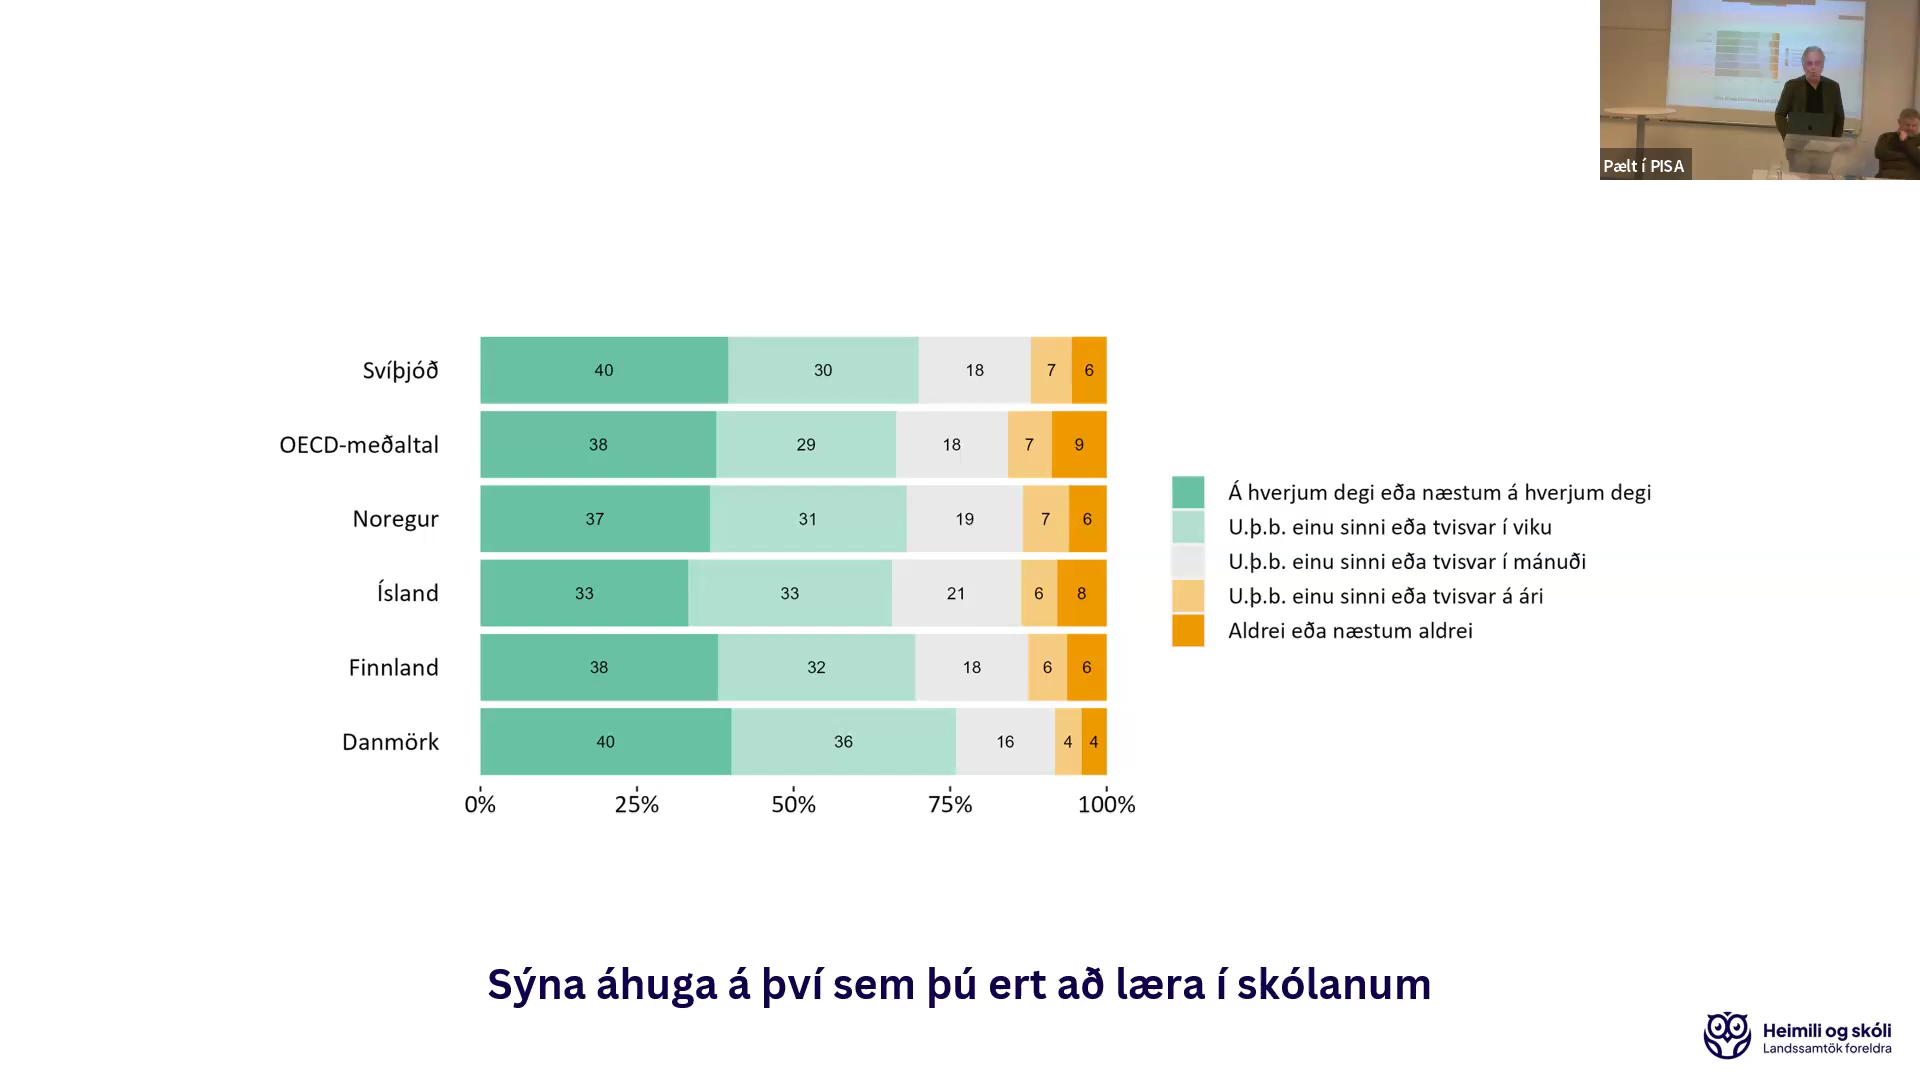 Pælt í PISA
Svíþjóð 40 30 18 7 6
OECD-meðaltal 38 29 18 7 9
Noregur 37 31 19 7 6
Ísland 33 33 21 6 8
Finnland 38 32 18 6 6
Danmörk 40 36 16 4 4
0% 25% 50% 75% 100%
Á hverjum degi eða næstum á hverjum degi
U.þ.b. einu sinni eða tvisvar í viku
U.þ.b. einu sinni eða tvisvar í mánuði
U.þ.b. einu sinni eða tvisvar á ári
Aldrei eða næstum aldrei
Sýna áhuga á því sem þú ert að læra í skólanum
Heimili og skóli
Landssamtök foreldra